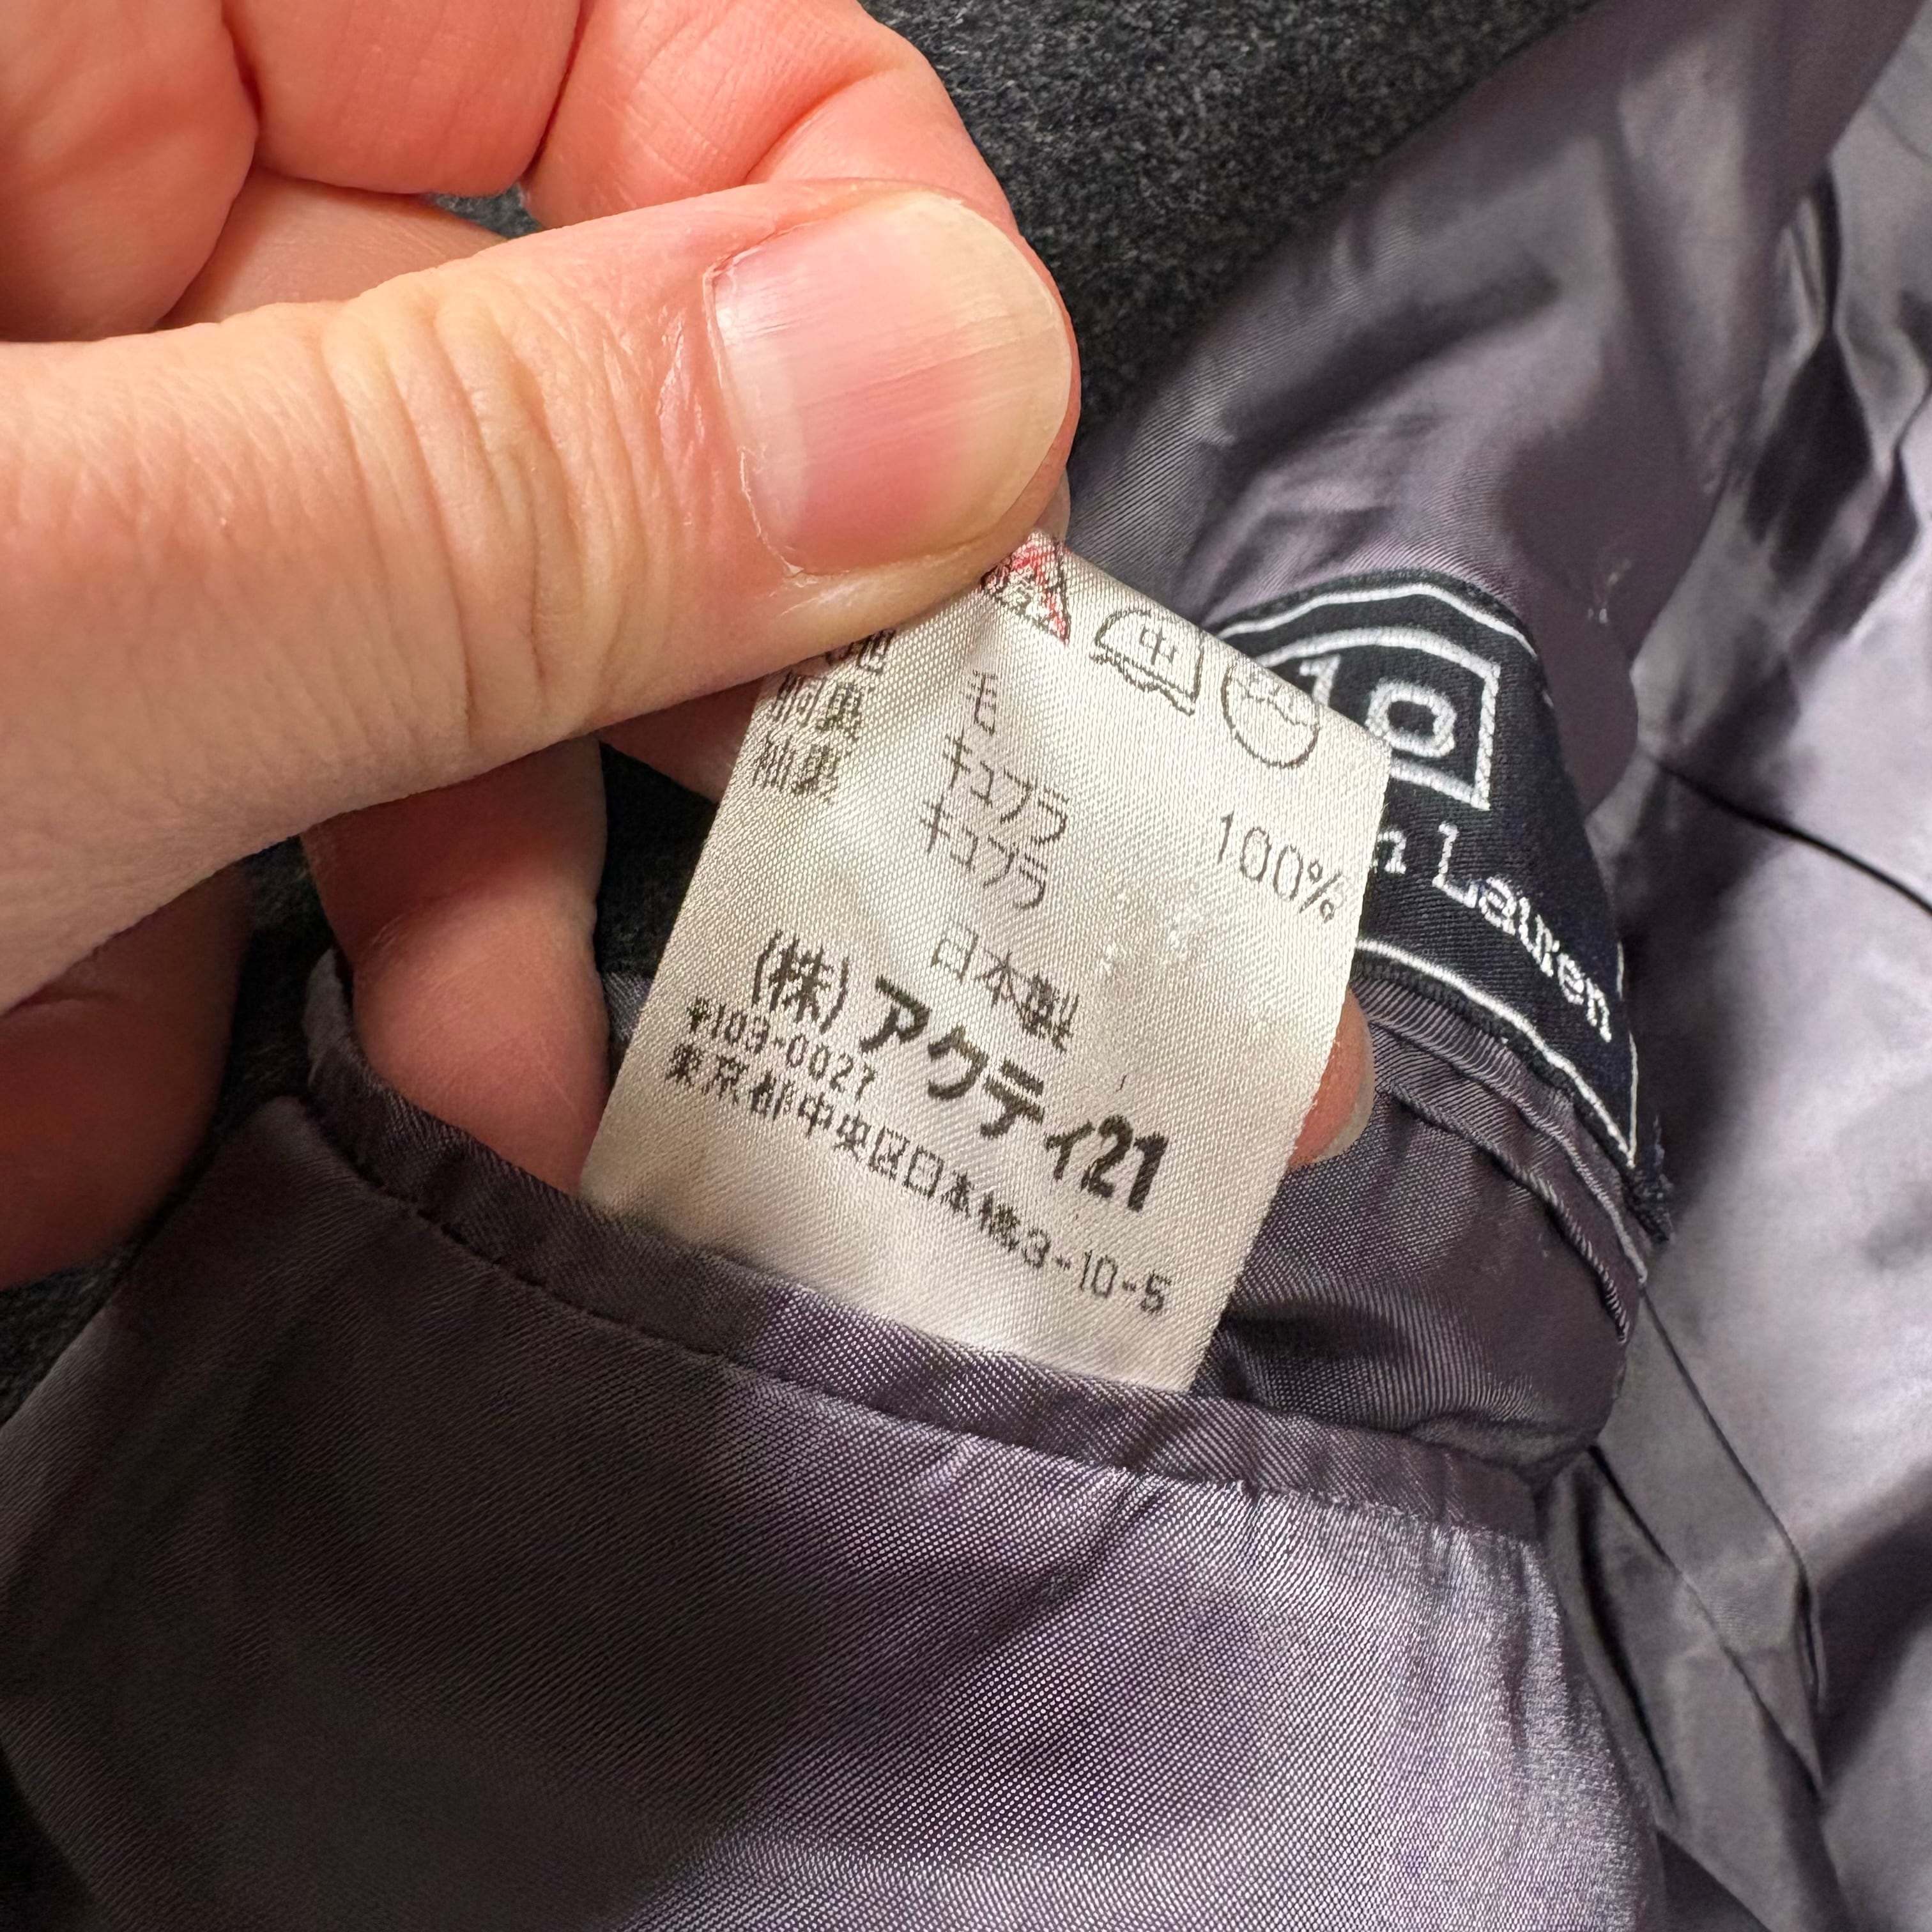 中
毛 100%
胴裏 キュプラ
袖裏 キュプラ
日本製
(株)アクティ21
〒103-0027
東京都中央区日本橋3-10-5
Lauren